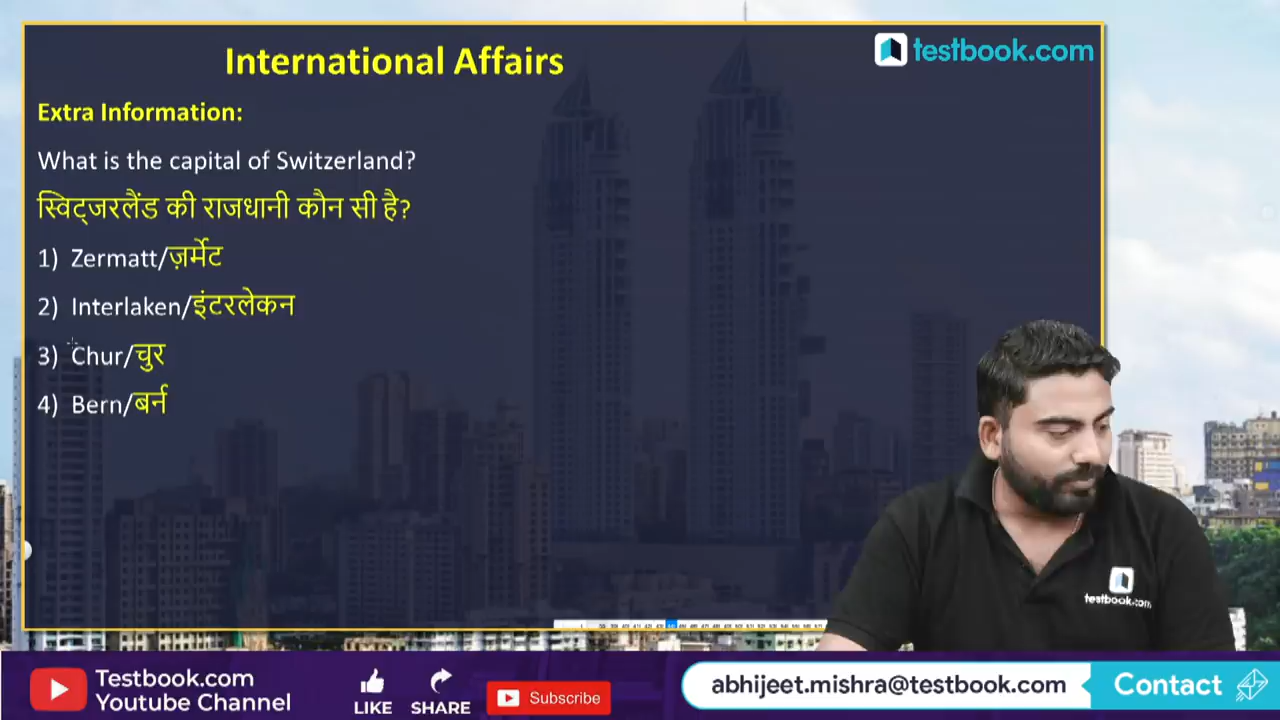 International Affairs
testbook.com
Extra Information:
What is the capital of Switzerland?
स्विट्जरलैंड की राजधानी कौन सी है?
1) Zermatt/ज़र्मेट
2) Interlaken/इंटरलेकन
3) Chur/चुर
4) Bern/बर्न
testbook.com
Testbook.com
Youtube Channel
LIKE
SHARE
Subscribe
abhijeet.mishra@testbook.com
Contact